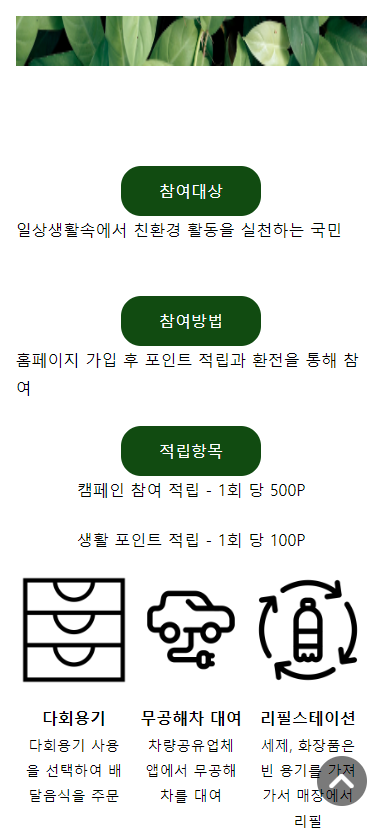 참여대상
일상생활속에서 친환경 활동을 실천하는 국민
참여방법
홈페이지 가입 후 포인트 적립과 환전을 통해 참
여
적립항목
캠페인 참여 적립 - 1회 당 500P
생활 포인트 적립 - 1회 당 100P
다회용기 무공해차 대여 리필스테이션
다회용기 사용 차량공유업체 세제, 화장품은
을 선택하여 배 앱에서 무공해 빈 용기를 가져
달음식을 주문 차를 대여 가서 매장에서
리필